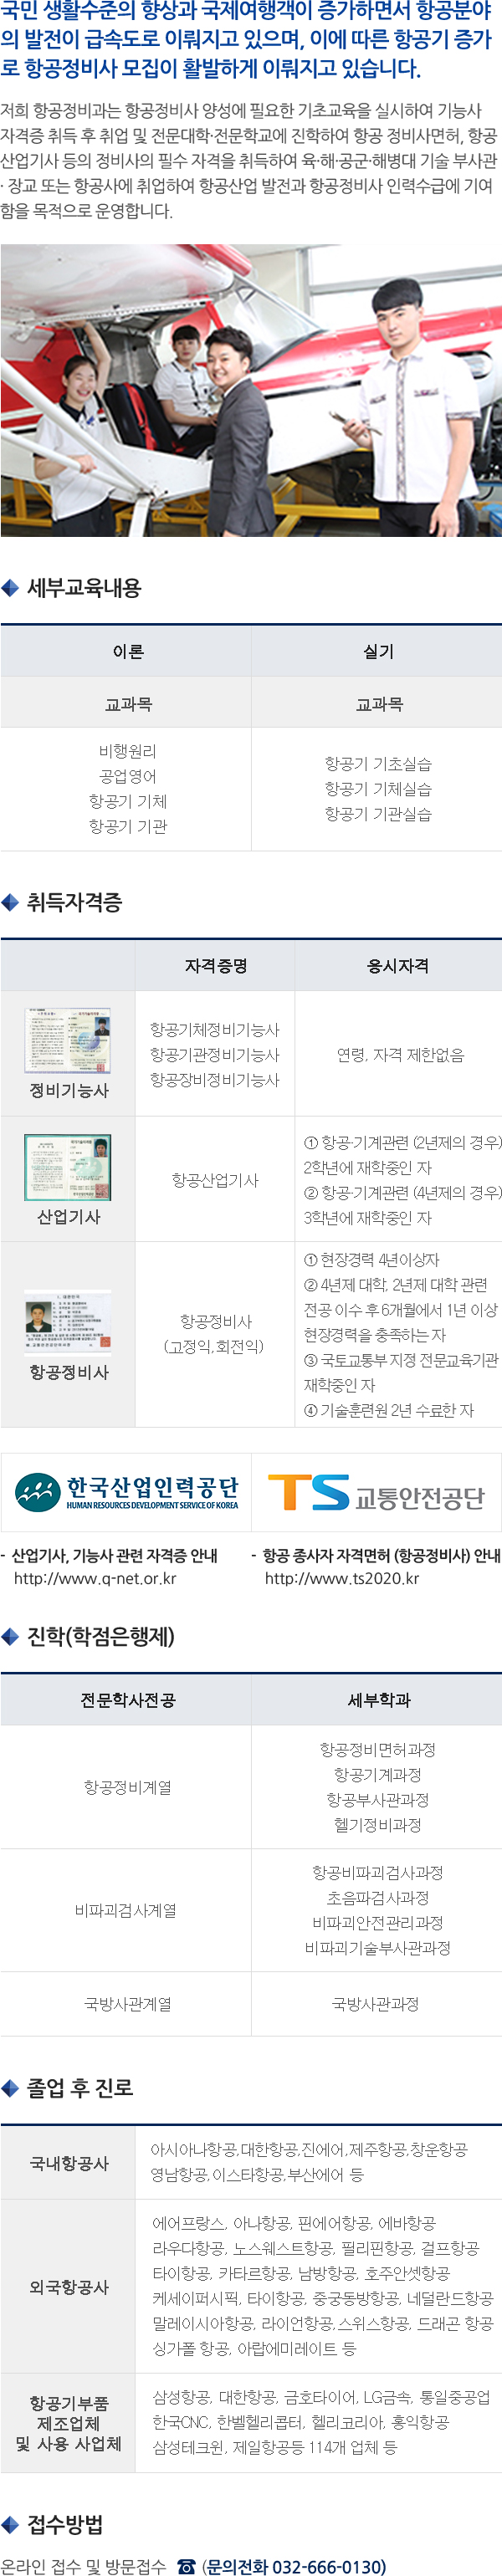 국민 생활수준의 향상과 국제여행객이 증가하면서 항공분야
의 발전이 급속도로 이뤄지고 있으며, 이에 따른 항공기 증가
로 항공정비사 모집이 활발하게 이뤄지고 있습니다.
저희 항공정비과는 항공정비사 양성에 필요한 기초교육을 실시하여 기능사
자격증 취득 후 취업 및 전문대학·전문학교에 진학하여 항공 정비사면허, 항공
산업기사 등의 정비사의 필수 자격을 취득하여 육·해·공군·해병대 기술 부사관
· 장교 또는 항공사에 취업하여 항공산업 발전과 항공정비사 인력수급에 기여
함을 목적으로 운영합니다.
세부교육내용
이론 실기
교과목 교과목
비행원리
공업영어
항공기 기체
항공기 기관
항공기 기초실습
항공기 기체실습
항공기 기관실습
취득자격증
자격증명 응시자격
정비기능사
항공기체정비기능사
항공기관정비기능사
항공장비정비기능사
연령, 자격 제한없음
산업기사
항공산업기사
① 항공·기계관련 (2년제의 경우)
2학년에 재학중인 자
② 항공·기계관련 (4년제의 경우)
3학년에 재학중인 자
항공정비사
항공정비사
(고정익,회전익)
① 현장경력 4년이상자
② 4년제 대학, 2년제 대학 관련
전공 이수 후 6개월에서 1년 이상
현장경력을 충족하는 자
③ 국토교통부 지정 전문교육기관
재학중인 자
④ 기술훈련원 2년 수료한 자
한국산업인력공단
HUMAN RESOURCES DEVELOPMENT SERVICE OF KOREA
TS 교통안전공단
- 산업기사, 기능사 관련 자격증 안내
http://www.q-net.or.kr
- 항공 종사자 자격면허 (항공정비사) 안내
http://www.ts2020.kr
진학(학점은행제)
전문학사전공 세부학과
항공정비계열
항공정비면허과정
항공기계과정
항공부사관과정
헬기정비과정
비파괴검사계열
항공비파괴검사과정
초음파검사과정
비파괴안전관리과정
비파괴기술부사관과정
국방사관계열 국방사관과정
졸업 후 진로
국내항공사
아시아나항공,대한항공,진에어,제주항공,창운항공
영남항공,이스타항공,부산에어 등
외국항공사
에어프랑스, 아나항공, 핀에어항공, 에바항공
라우다항공, 노스웨스트항공, 필리핀항공, 걸프항공
타이항공, 카타르항공, 남방항공, 호주안셋항공
케세이퍼시픽, 타이항공, 중궁동방항공, 네덜란드항공
말레이시아항공, 라이언항공,스위스항공, 드래곤 항공
싱가폴 항공, 아랍에미레이트 등
항공기부품
제조업체
및 사용 사업체
삼성항공, 대한항공, 금호타이어, LG금속, 통일중공업
한국CNC, 한벨헬리콥터, 헬리코리아, 홍익항공
삼성테크윈, 제일항공등 114개 업체 등
접수방법
온라인 접수 및 방문접수 ☎ (문의전화 032-666-0130)